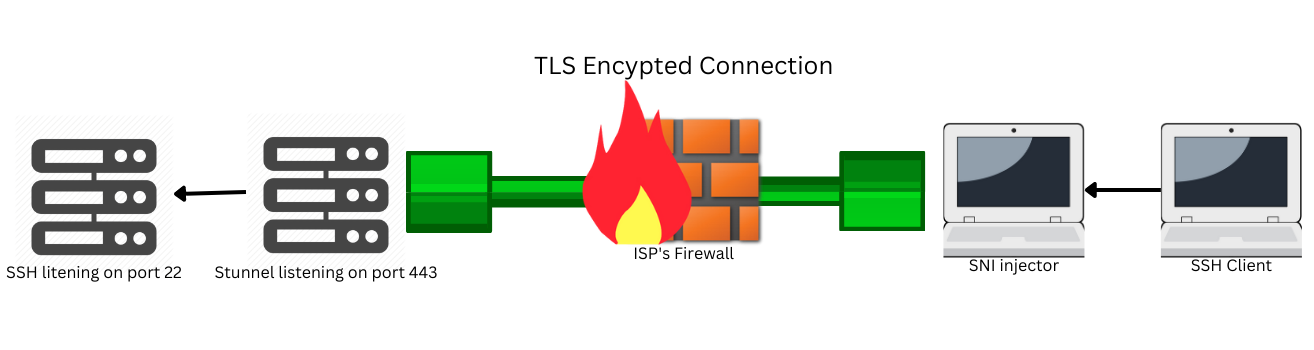 TLS Encypted Connection
SSH litening on port 22
Stunnel listening on port 443
ISP's Firewall
SNI injector
SSH Client